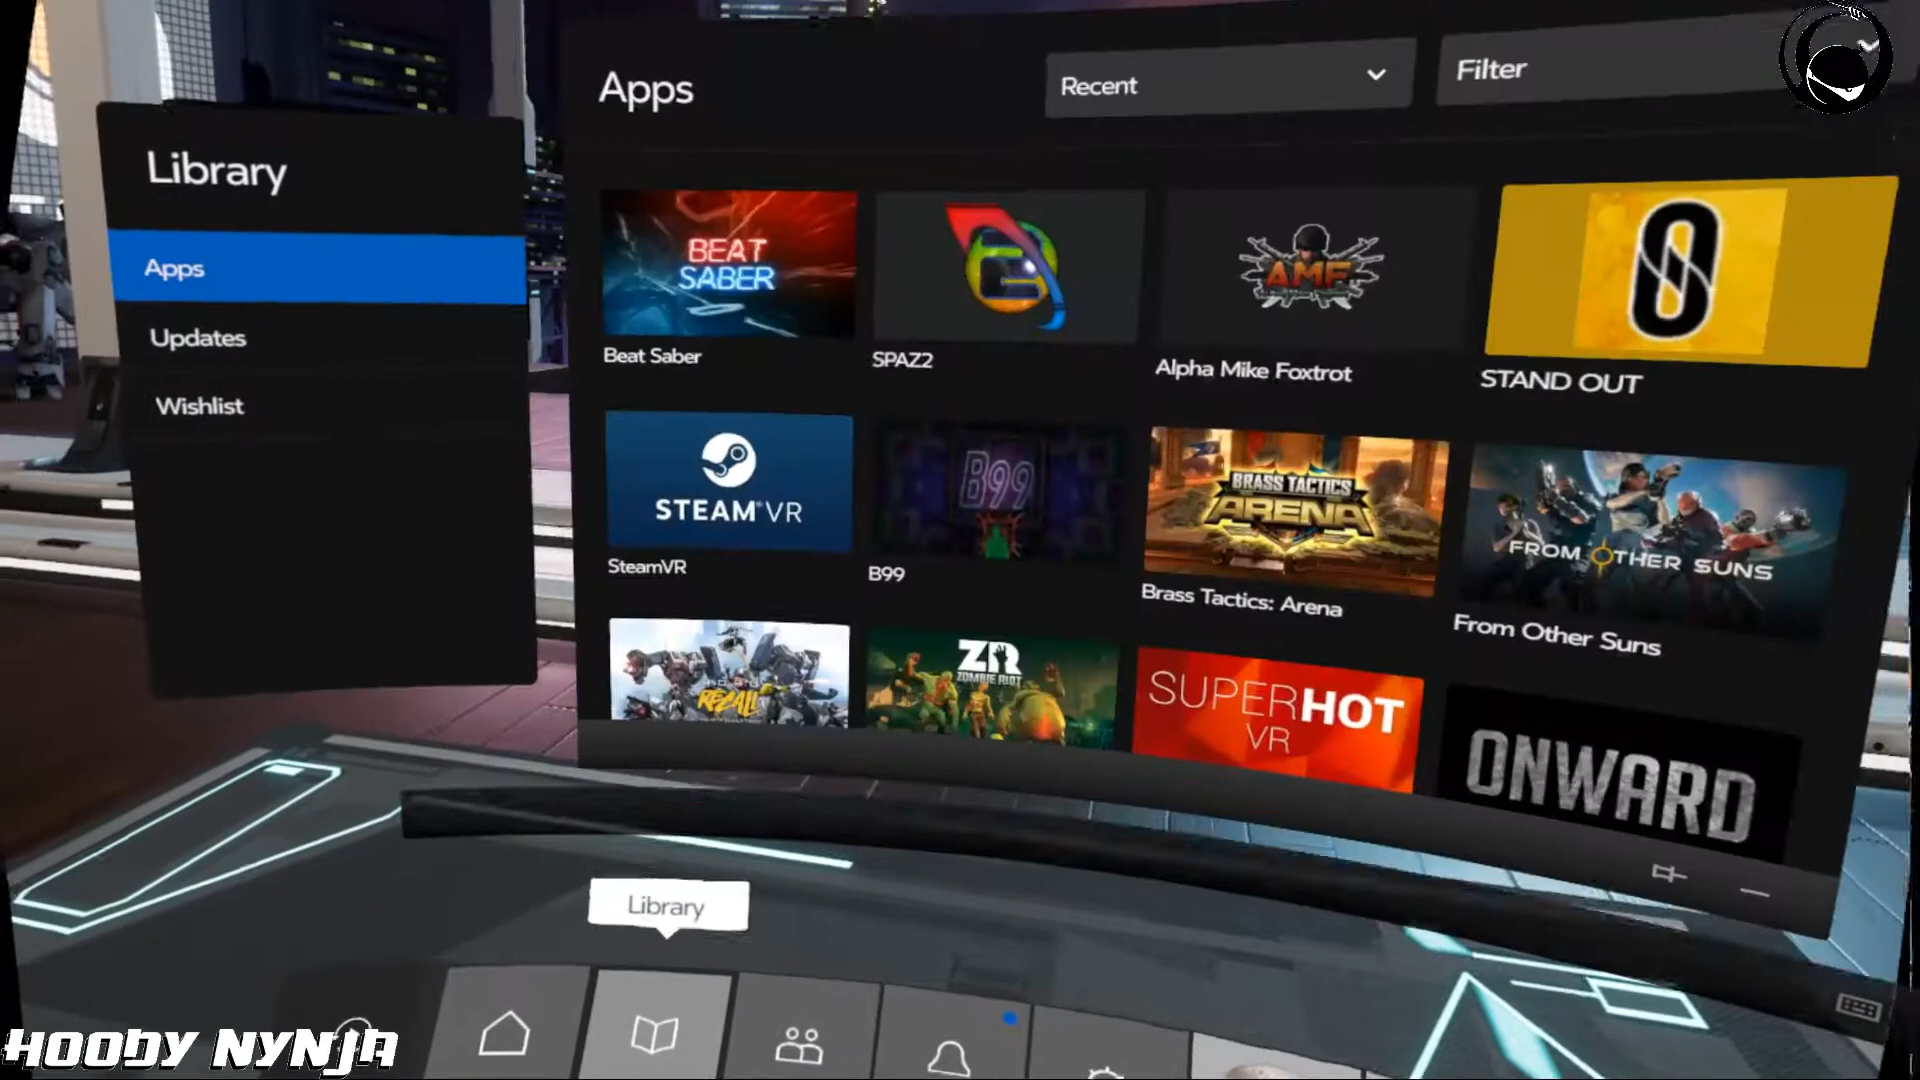 Apps
Recent
Filter
Library
Apps
Updates
Wishlist
BEAT
SABER
Beat Saber
SPAZ2
AMF
Alpha Mike Foxtrot
STAND OUT
STEAM®VR
SteamVR
B99
B99
BRASS TACTICS
ARENA
Brass Tactics: Arena
FROM OTHER SUNS
From Other Suns
RECALL
ZR
ZOMBIE RIOT
SUPERHOT
VR
ONWARD
Library
HOODY NYNJA